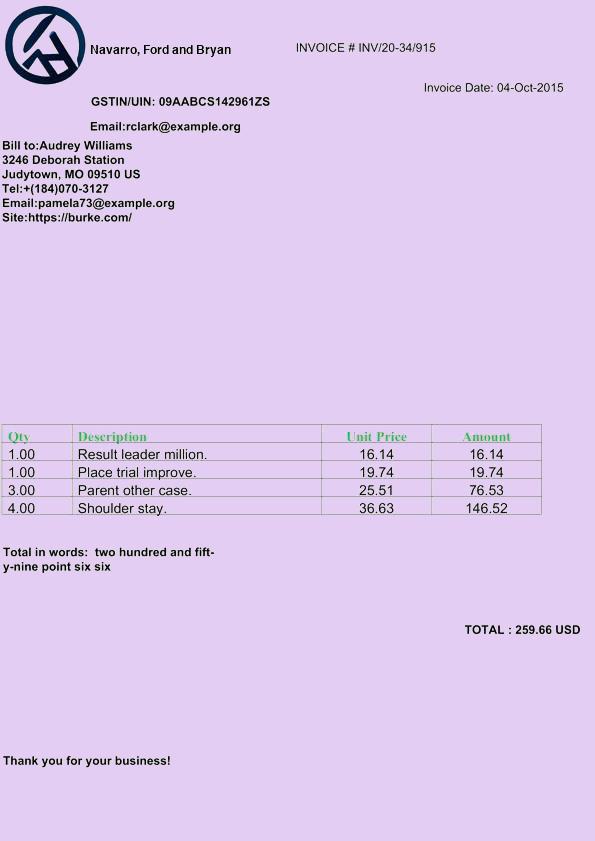 Navarro, Ford and Bryan
INVOICE # INV/20-34/915
Invoice Date: 04-Oct-2015
GSTIN/UIN: 09AABCS142961ZS
Email:rclark@example.org
Bill to:Audrey Williams
3246 Deborah Station
Judytown, MO 09510 US
Tel:+(184)070-3127
Email:pamela73@example.org
Site:https://burke.com/
Qty Description Unit Price Amount
1.00 Result leader million. 16.14 16.14
1.00 Place trial improve. 19.74 19.74
3.00 Parent other case. 25.51 76.53
4.00 Shoulder stay. 36.63 146.52
Total in words: two hundred and fift-
y-nine point six six
TOTAL : 259.66 USD
Thank you for your business!